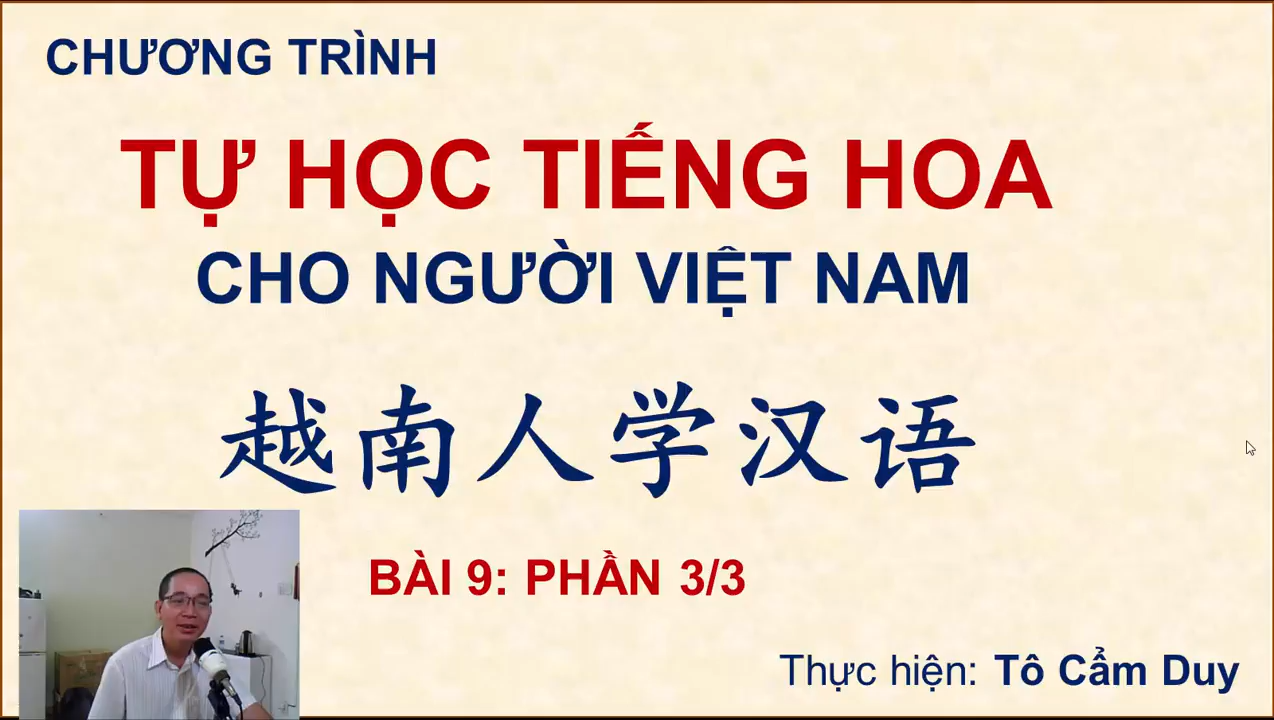 CHƯƠNG TRÌNH
TỰ HỌC TIẾNG HOA
CHO NGƯỜI VIỆT NAM
越南人学汉语
BÀI 9: PHẦN 3/3
Thực hiện: Tô Cẩm Duy